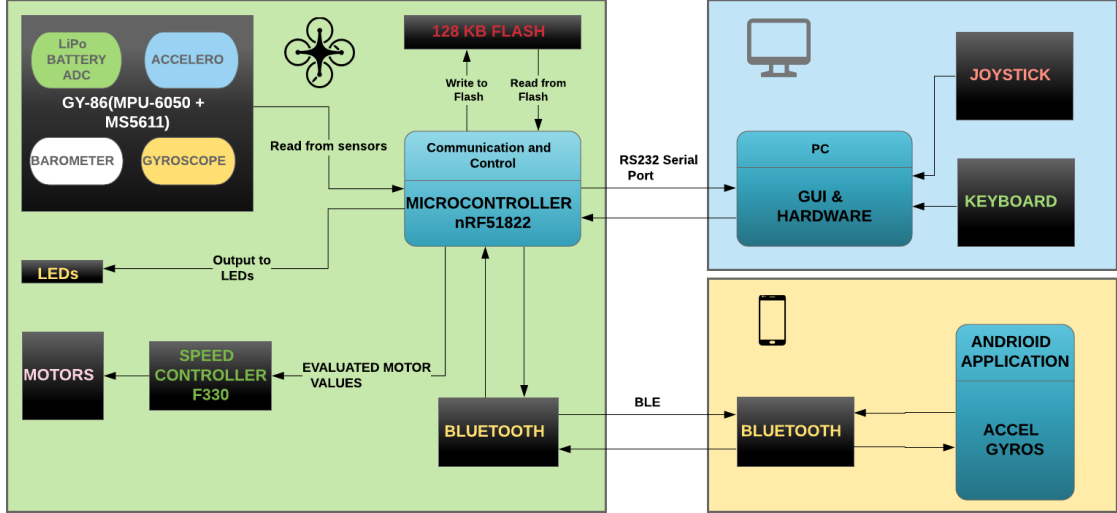 LiPo
BATTERY
ADC
ACCELERO
GY-86(MPU-6050 +
MS5611)
BAROMETER
GYROSCOPE
128 KB FLASH
Write to
Flash
Read from
Flash
Read from sensors
Communication and
Control
MICROCONTROLLER
nRF51822
Output to
LEDs
LEDs
MOTORS
SPEED
CONTROLLER
F330
EVALUATED MOTOR
VALUES
BLUETOOTH
RS232 Serial
Port
PC
GUI &
HARDWARE
JOYSTICK
KEYBOARD
BLE
BLUETOOTH
ANDRIOID
APPLICATION
ACCEL
GYROS